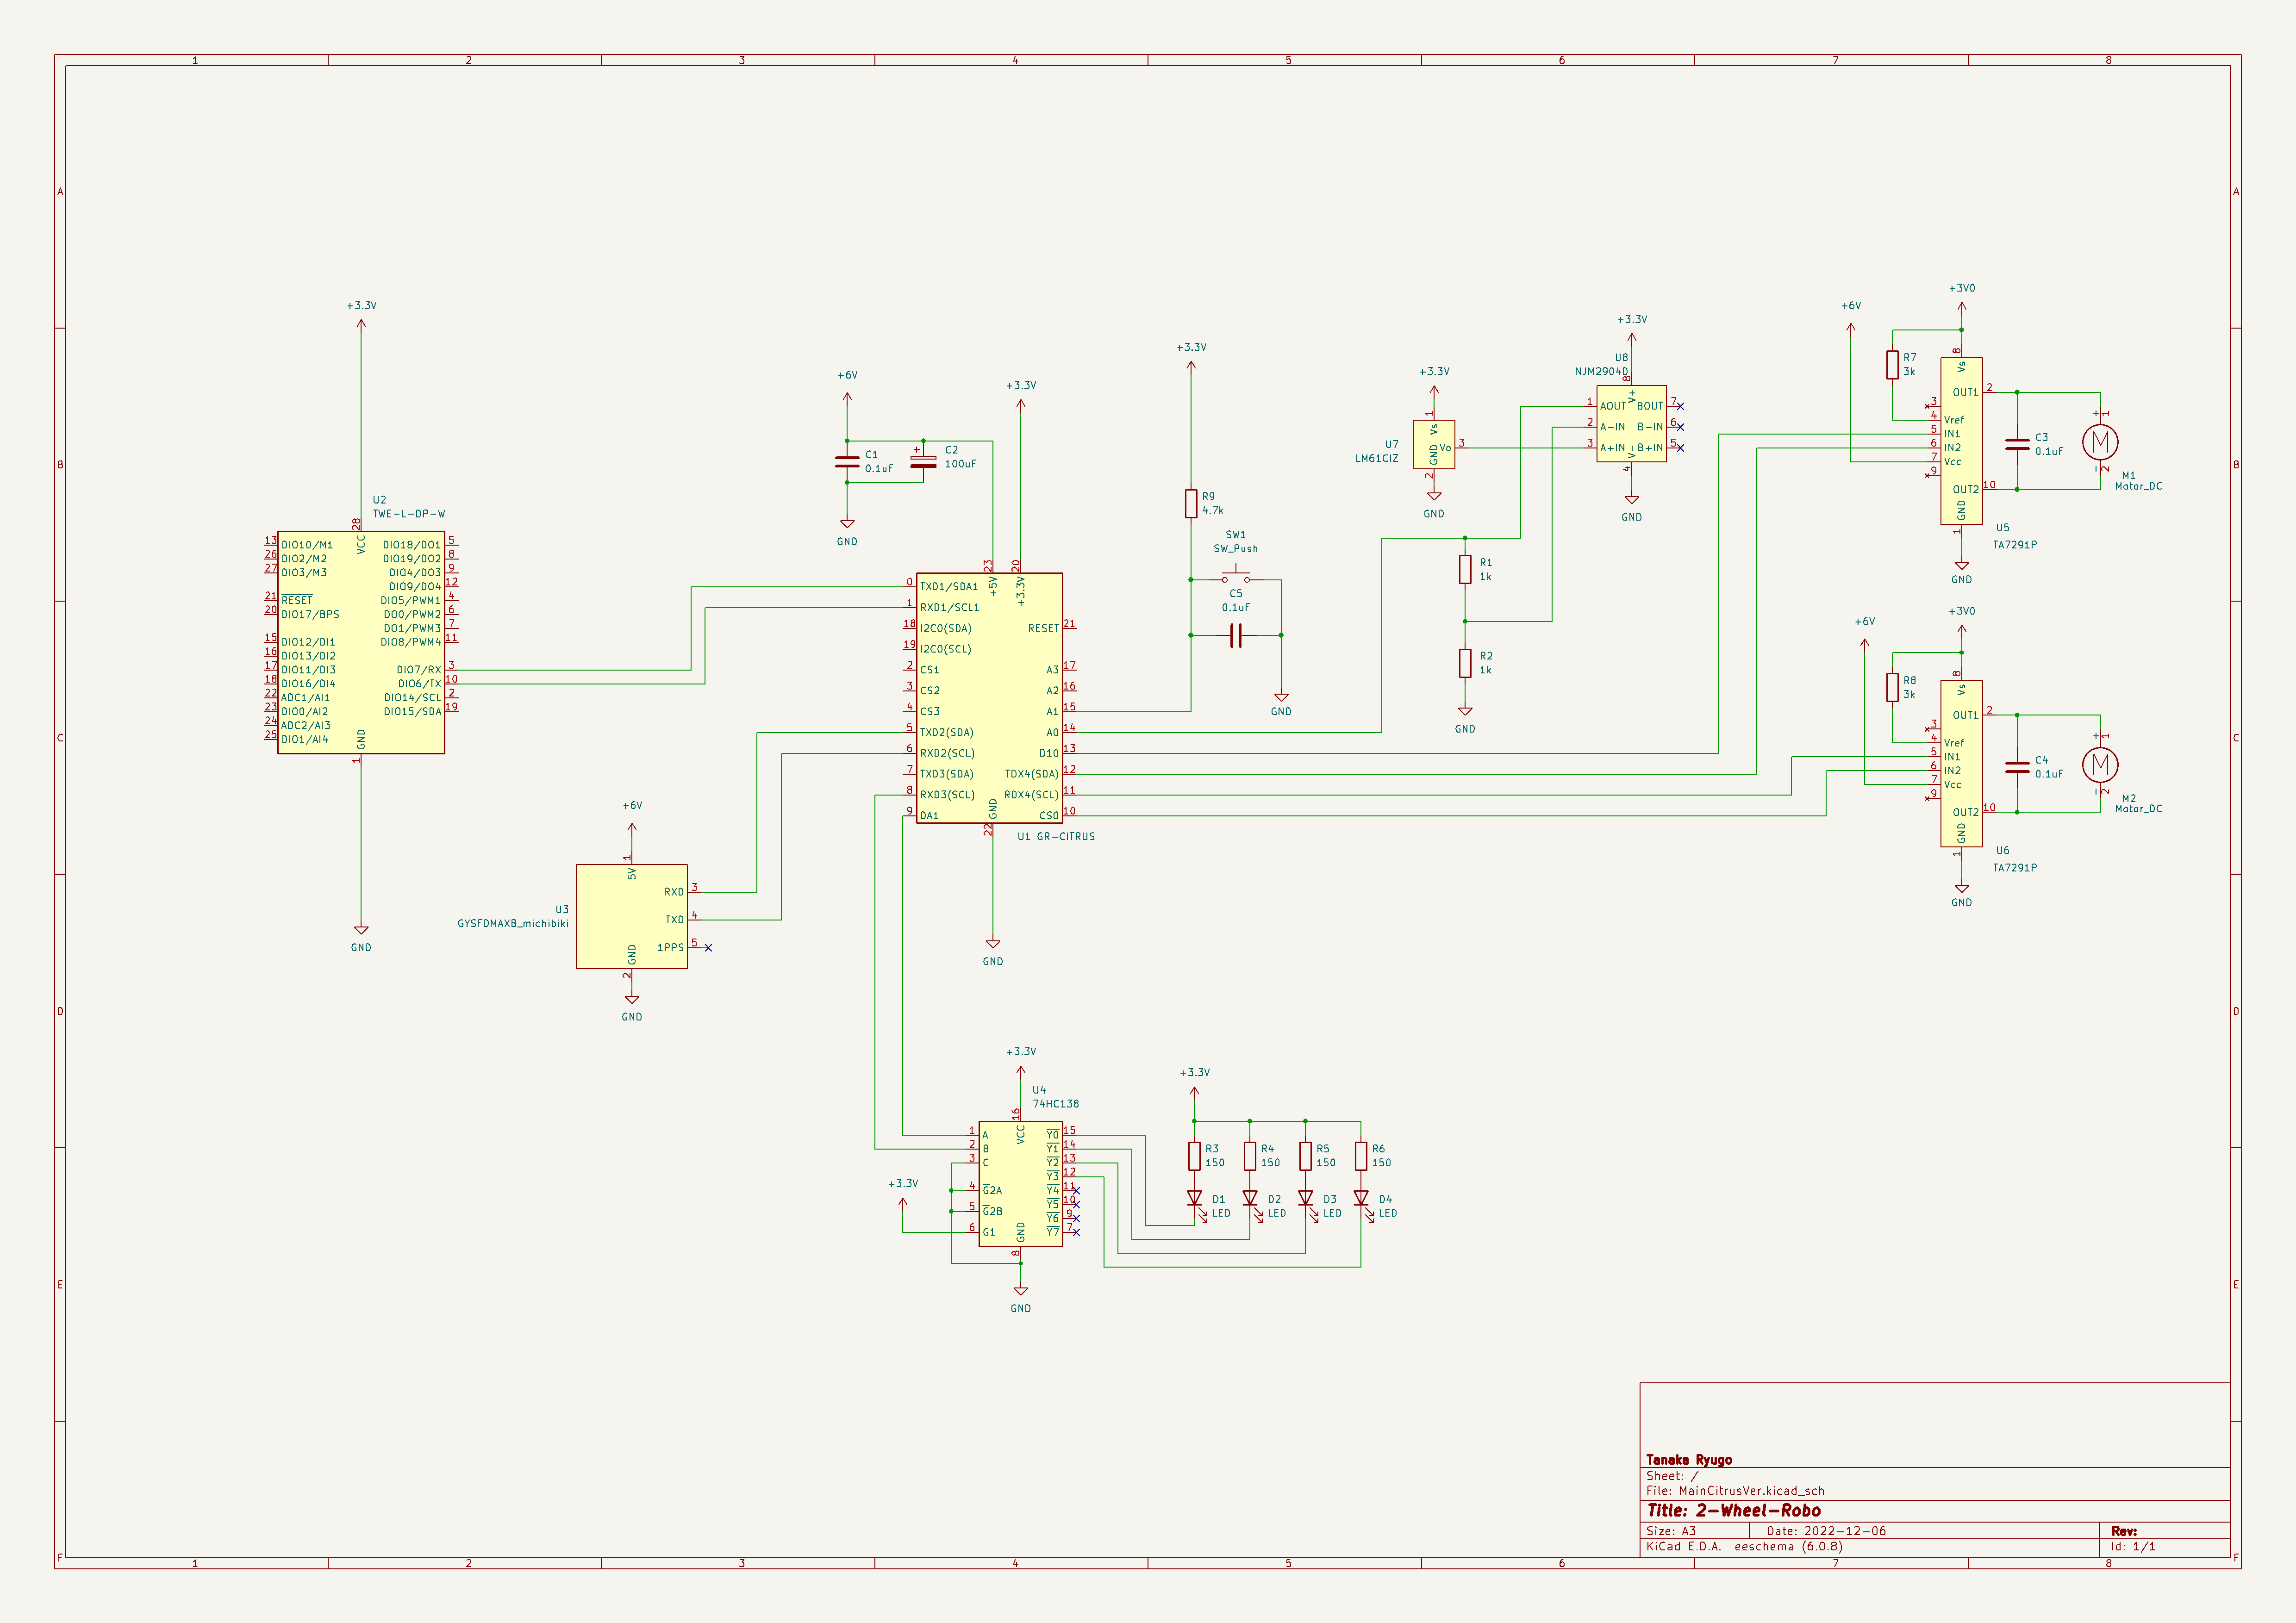 1 2 3 4 5 6 7 8
A A
B B
C C
D D
E E
F F
+3.3V
U2
TWE-L-DP-W
28
VCC
13 DIO10/M1 DIO18/DO1 5
26 DIO2/M2 DIO19/DO2 8
27 DIO3/M3 DIO4/DO3 9
DIO9/DO4 12
21 RESET DIO5/PWM1 4
20 DIO17/BPS DO0/PWM2 6
DO1/PWM3 7
15 DIO12/DI1 DIO8/PWM4 11
16 DIO13/DI2
17 DIO11/DI3 DIO7/RX 3
18 DIO16/DI4 DIO6/TX 10
22 ADC1/AI1 DIO14/SCL 2
23 DIO0/AI2 DIO15/SDA 19
24 ADC2/AI3
25 DIO1/AI4
GND
1
GND
+6V
1
5V
U3
GYSFDMAXB_michibiki
RXD 3
TXD 4
1PPS 5
GND
2
GND
+6V
C1
0.1uF
+
C2
100uF
GND
+3.3V
23 20
+5V +3.3V
0 TXD1/SDA1
1 RXD1/SCL1
18 I2C0(SDA) RESET 21
19 I2C0(SCL)
2 CS1 A3 17
3 CS2 A2 16
4 CS3 A1 15
5 TXD2(SDA) A0 14
6 RXD2(SCL) D10 13
7 TXD3(SDA) TDX4(SDA) 12
8 RXD3(SCL) RDX4(SCL) 11
9 DA1 CS0 10
GND
22
U1 GR-CITRUS
GND
+3.3V
R9
4.7k
SW1
SW_Push
C5
0.1uF
GND
+3.3V
1
Vs
U7
LM61CIZ
Vo 3
GND
2
GND
+3.3V
U8
NJM2904D
8
V+
1 AOUT BOUT 7
2 A-IN B-IN 6
3 A+IN B+IN 5
V-
4
GND
R1
1k
R2
1k
GND
+6V
+3V0
R7
3k
8
Vs
OUT1 2
3
4 Vref
5 IN1
6 IN2
7 Vcc
9
OUT2 10
GND
1
U5
TA7291P
GND
C3
0.1uF
+ 1
M
- 2
M1
Motar_DC
+6V
+3V0
R8
3k
8
Vs
OUT1 2
3
4 Vref
5 IN1
6 IN2
7 Vcc
9
OUT2 10
GND
1
U6
TA7291P
GND
C4
0.1uF
+ 1
M
- 2
M2
Motar_DC
+3.3V
U4
74HC138
16
VCC
1 A Y0 15
2 B Y1 14
3 C Y2 13
Y3 12
4 G2A Y4 11
5 G2B Y5 10
Y6 9
6 G1 Y7 7
GND
8
GND
+3.3V
+3.3V
R3
150
R4
150
R5
150
R6
150
D1
LED
D2
LED
D3
LED
D4
LED
Tanaka Ryugo
Sheet: /
File: MainCitrusVer.kicad_sch
Title: 2-Wheel-Robo
Size: A3 Date: 2022-12-06 Rev:
KiCad E.D.A. eeschema (6.0.8) Id: 1/1
1 2 3 4 5 6 7 8